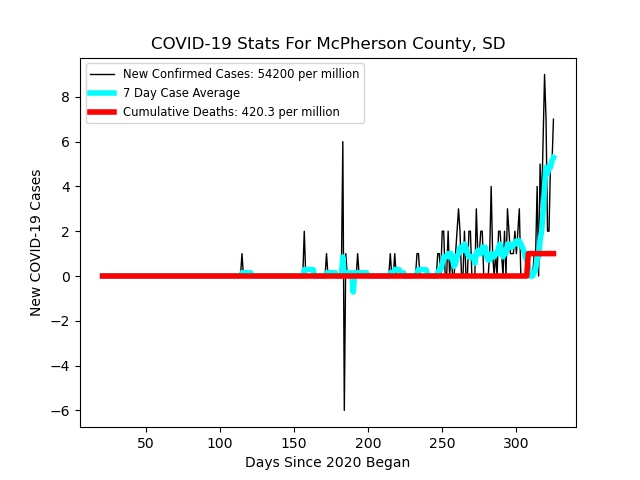 COVID-19 Stats For McPherson County, SD
New Confirmed Cases: 54200 per million
7 Day Case Average
Cumulative Deaths: 420.3 per million
New COVID-19 Cases
8
6
4
2
0
−2
−4
−6
50 100 150 200 250 300
Days Since 2020 Began